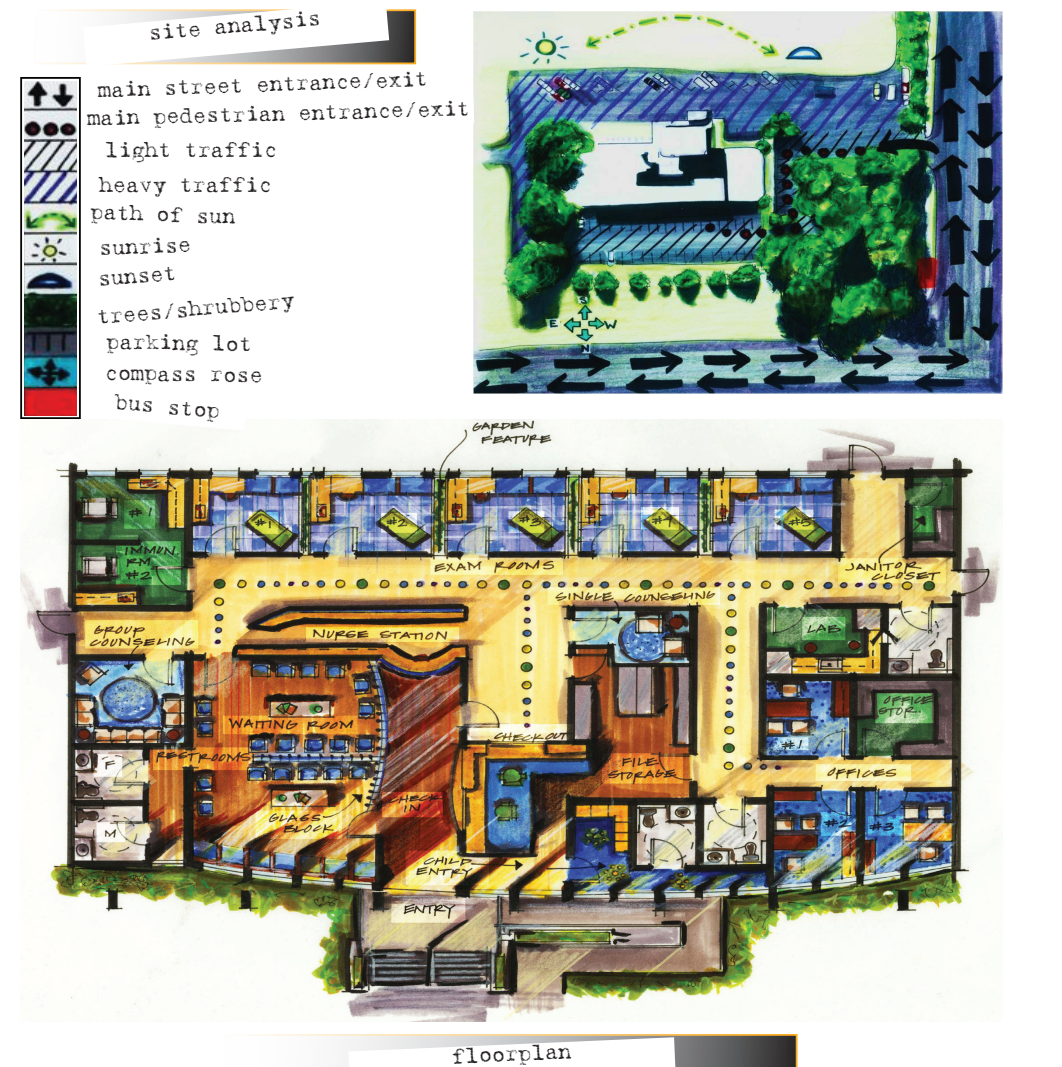 site analysis
main street entrance/exit
main pedestrian entrance/exit
light traffic
heavy traffic
path of sun
sunrise
sunset
trees/shrubbery
parking lot
compass rose
bus stop
S
E W
N
GARDEN
FEATURE
#1
#1
#2
#3
#4
#5
IMMUN.
RM.
#2
EXAM ROOMS
JANITOR
CLOSET
SINGLE COUNSELING
GROUP
COUNSELING
NURSE STATION
LAB
OFFICE
STOR.
WAITING ROOM
CHECKOUT
#1
RESTROOMS
F
FILE
STORAGE
OFFICES
CHECK
IN
GLASS-
BLOCK
#2
#3
M
CHILD
ENTRY
ENTRY
floorplan